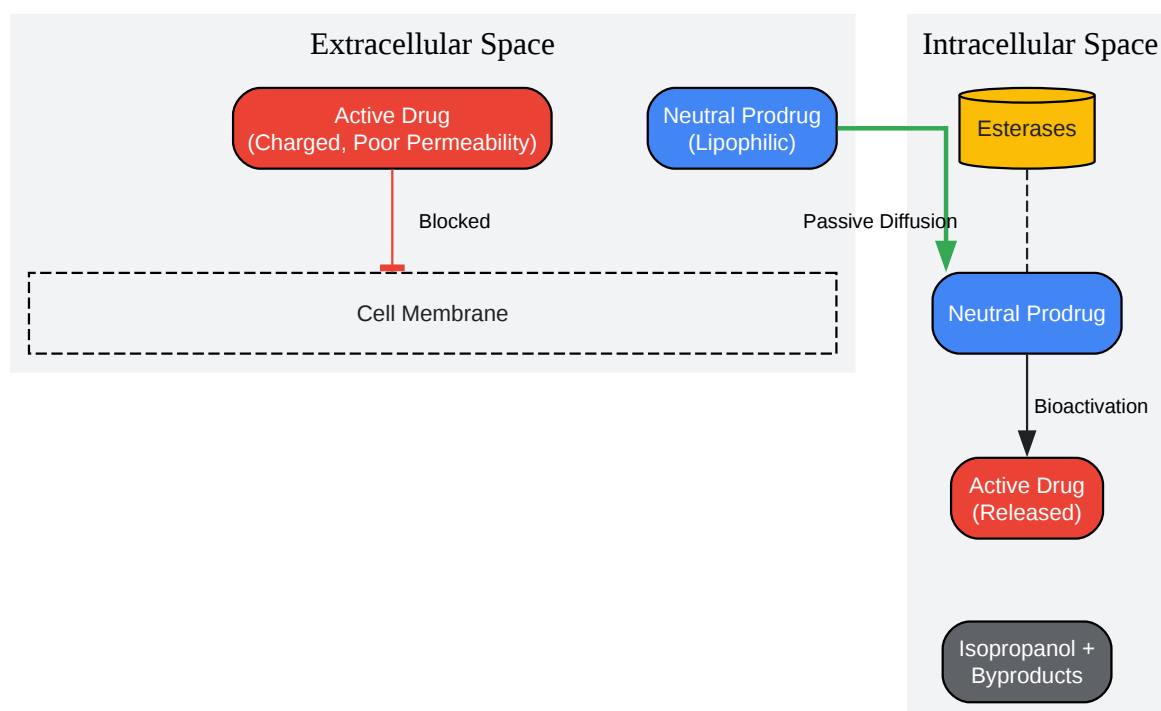 Extracellular Space
Active Drug
(Charged, Poor Permeability)
Neutral Prodrug
(Lipophilic)
Blocked
Passive Diffusion
Cell Membrane
Intracellular Space
Esterases
Neutral Prodrug
Bioactivation
Active Drug
(Released)
Isopropanol +
Byproducts